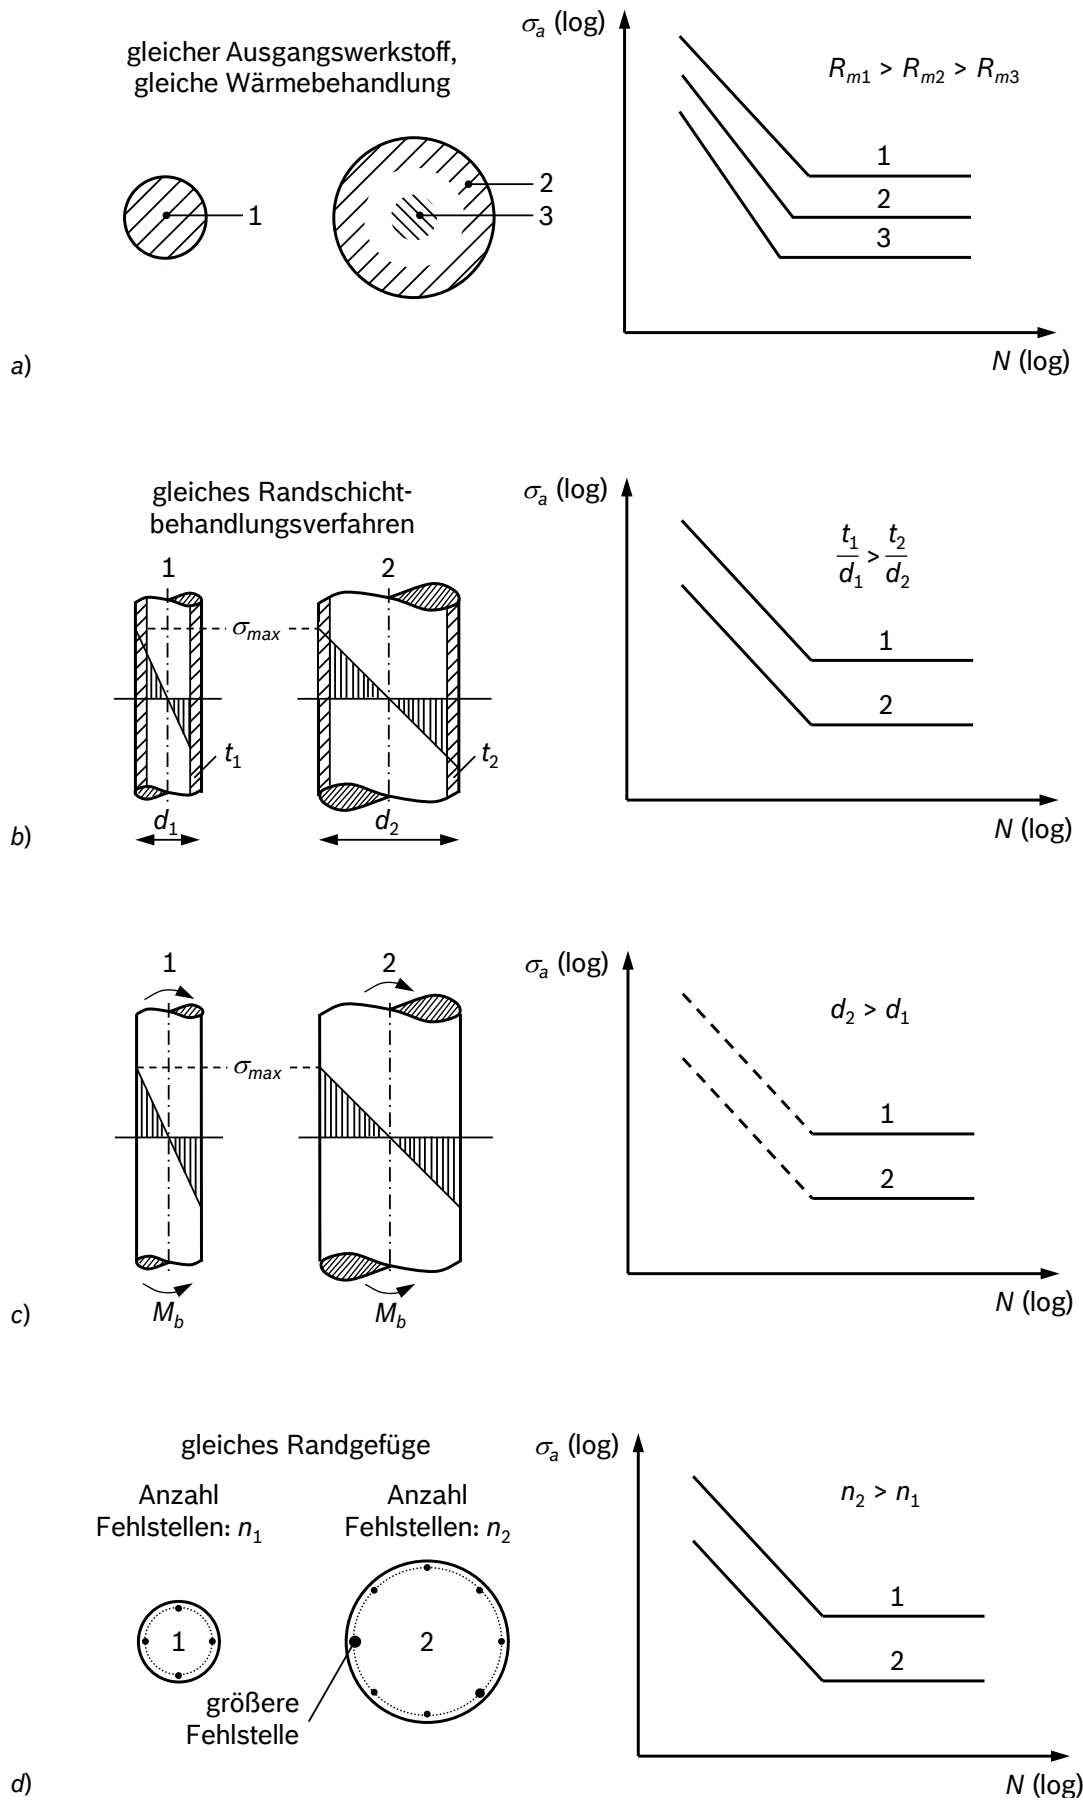 gleicher Ausgangswerkstoff,
gleiche Wärmebehandlung
1
2
3
σa (log)
Rm1 > Rm2 > Rm3
1
2
3
N (log)
a)
gleiches Randschicht-
behandlungsverfahren
1
2
σmax
t1
t2
d1
d2
σa (log)
t1/d1 > t2/d2
1
2
N (log)
b)
1
2
σmax
Mb
Mb
σa (log)
d2 > d1
1
2
N (log)
c)
gleiches Randgefüge
Anzahl
Fehlstellen: n1
Anzahl
Fehlstellen: n2
1
2
größere
Fehlstelle
σa (log)
n2 > n1
1
2
N (log)
d)